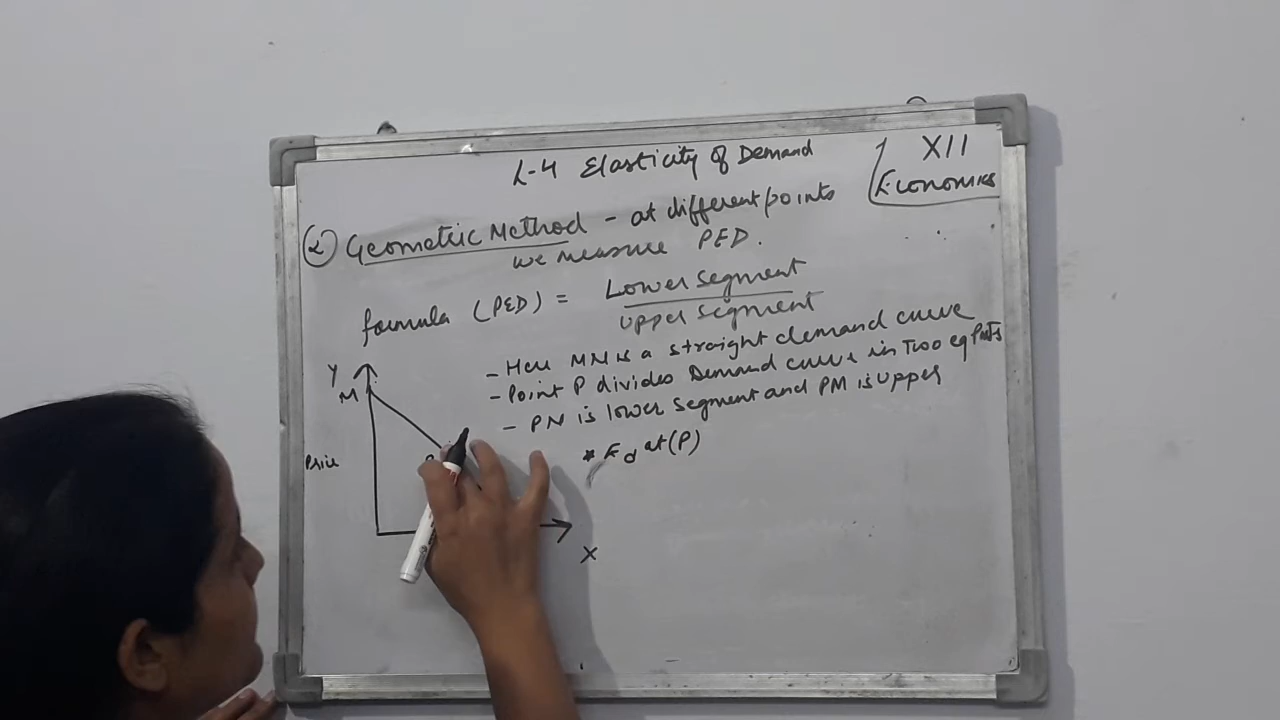 L-4 Elasticity of Demand
XII
Economics
(2) Geometric Method - at different points
we measure PED.
formula (PED) = Lower Segment
Upper Segment
- Here MN is a straight demand curve
- Point P divides Demand curve in Two eq parts
- PN is lower segment and PM is upper
* Ed at (P)
Y
M
Price
X